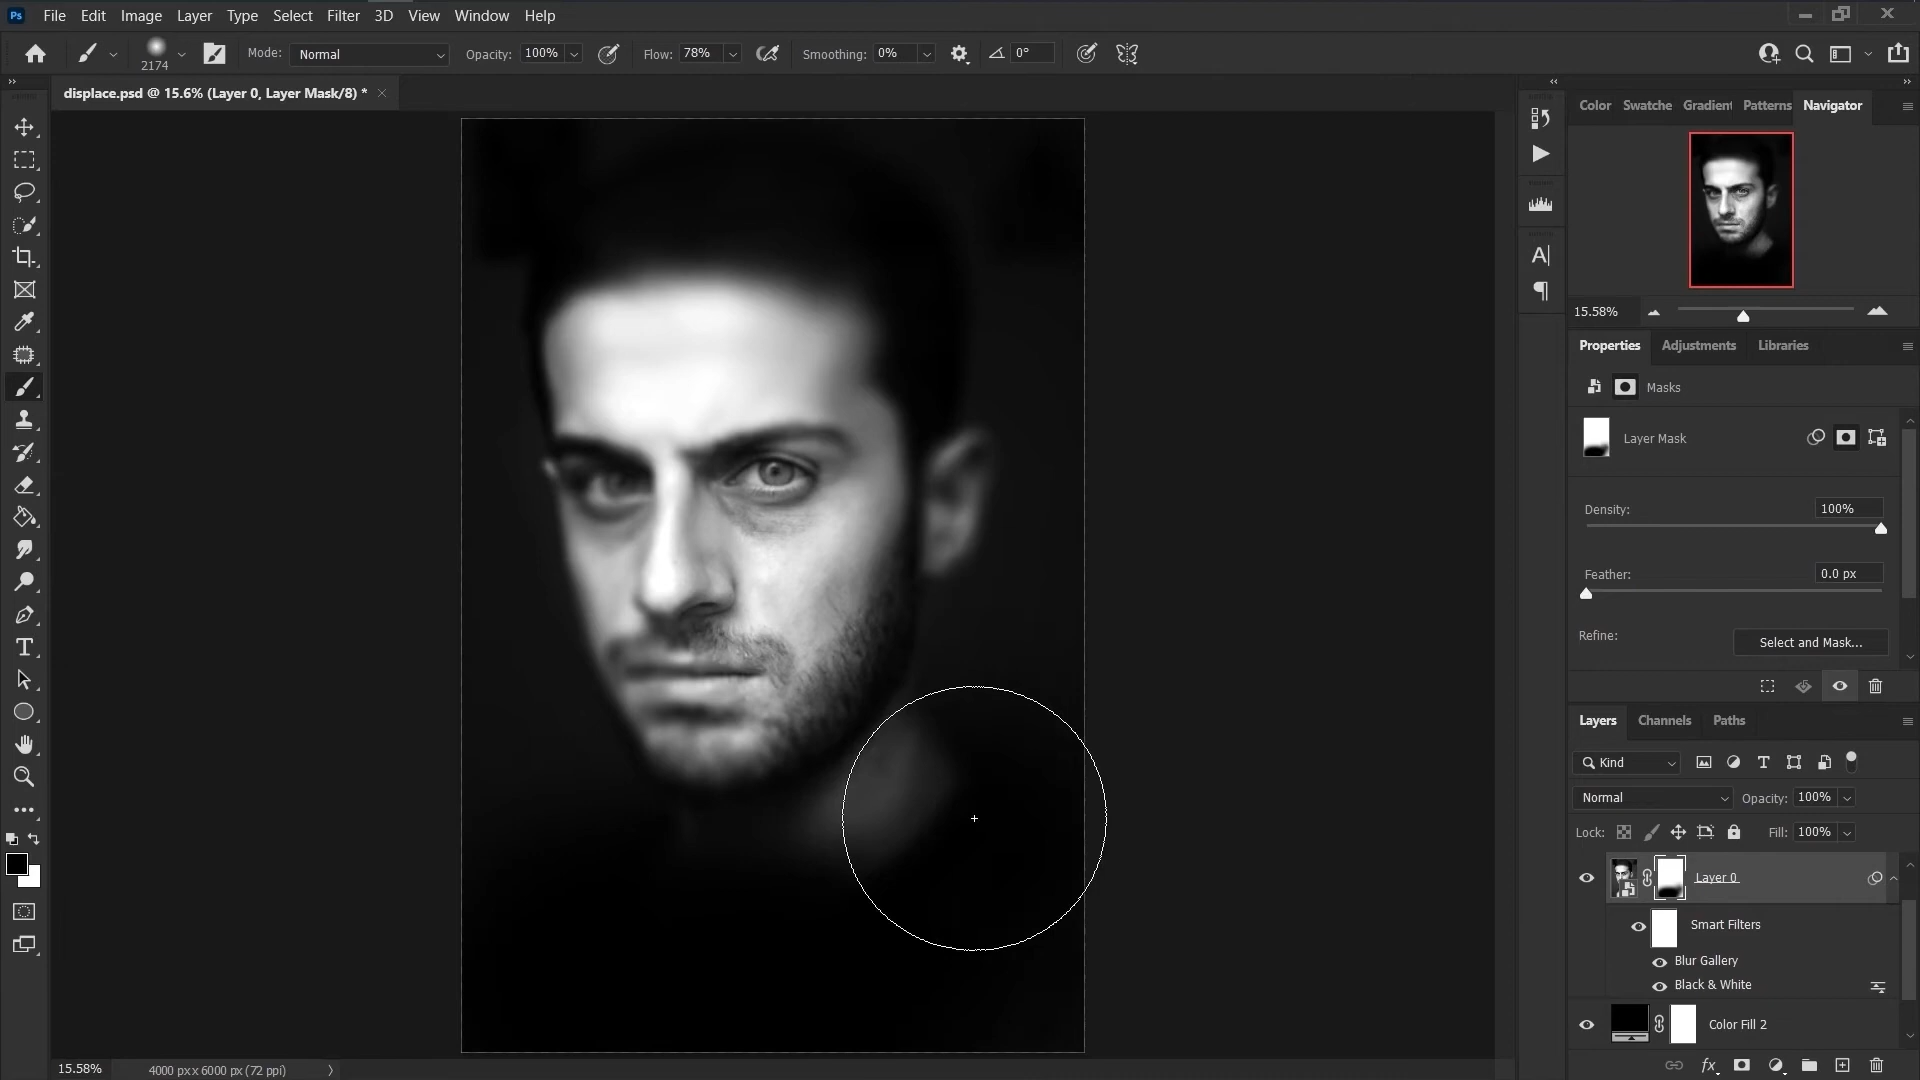 Ps File Edit Image Layer Type Select Filter 3D View Window Help
2174 Mode: Normal Opacity: 100% Flow: 78% Smoothing: 0% 0°
displace.psd @ 15.6% (Layer 0, Layer Mask/8) *
Color Swatche Gradient Patterns Navigator
15.58%
Properties Adjustments Libraries
Masks
Layer Mask
Density: 100%
Feather: 0.0 px
Refine: Select and Mask...
Layers Channels Paths
Kind
Normal Opacity: 100%
Lock: Fill: 100%
Layer 0
Smart Filters
Blur Gallery
Black & White
Color Fill 2
15.58% 4000 px x 6000 px (72 ppi)